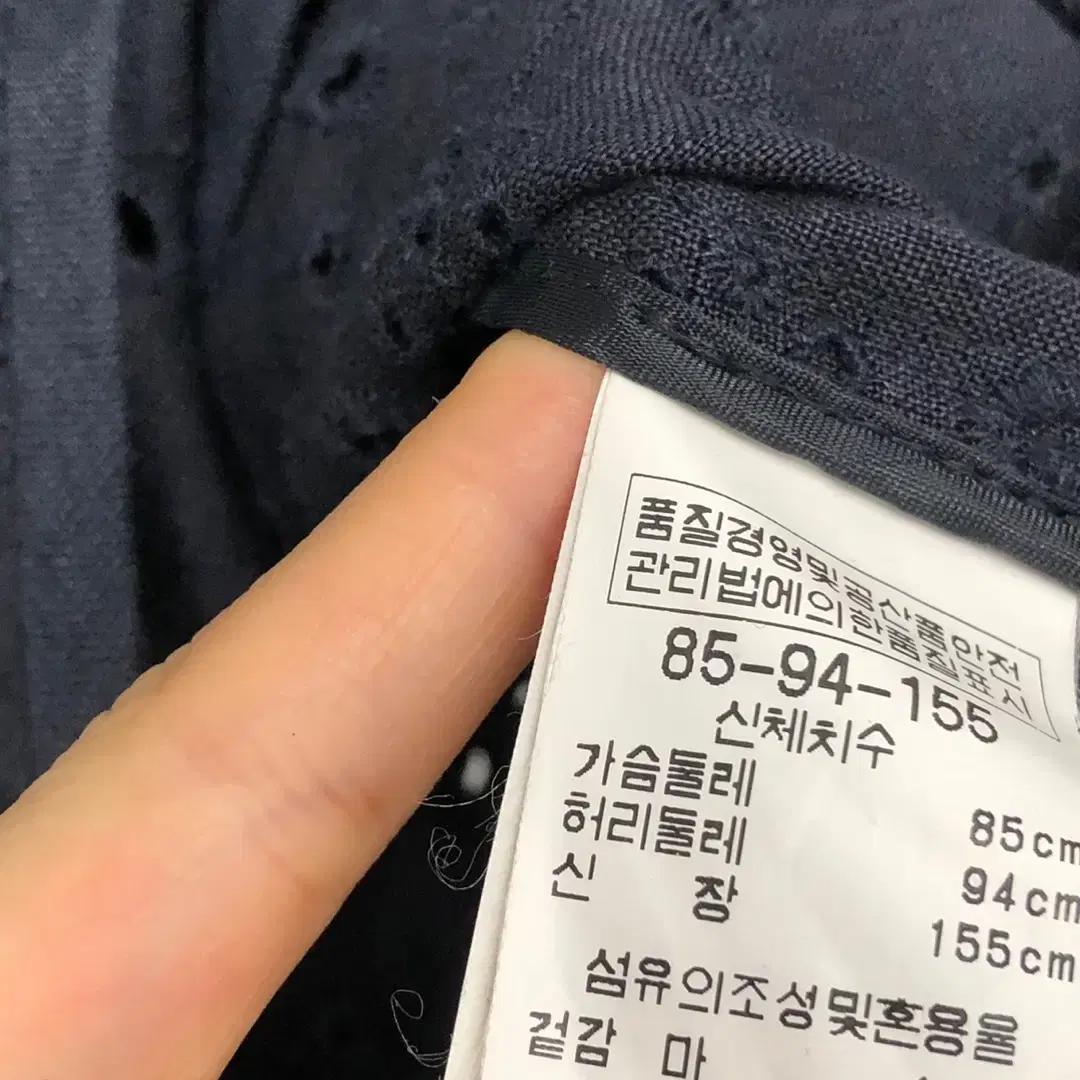 품질경영및공산품안전
관리법에의한품질표시
85-94-155
신체치수
가슴둘레 85cm
허리둘레 94cm
신 장 155cm
섬유의조성및혼용율
겉감 마